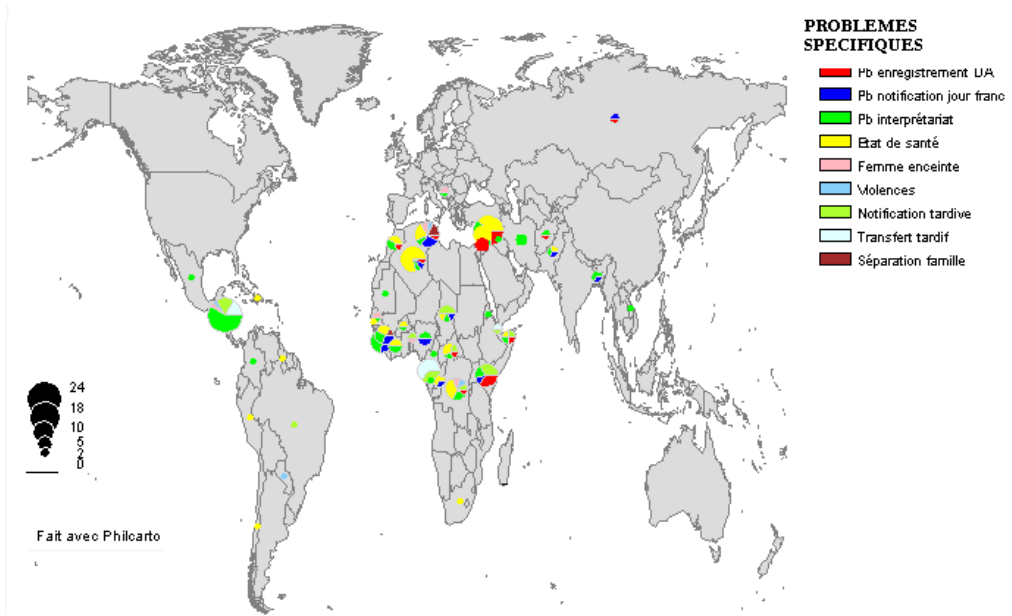 PROBLEMES
SPECIFIQUES
Pb enregistrement DA
Pb notification jour franc
Pb interprétariat
Etat de santé
Femme enceinte
Violences
Notification tardive
Transfert tardif
Séparation famille
24
18
10
5
2
0
Fait avec Philcarto